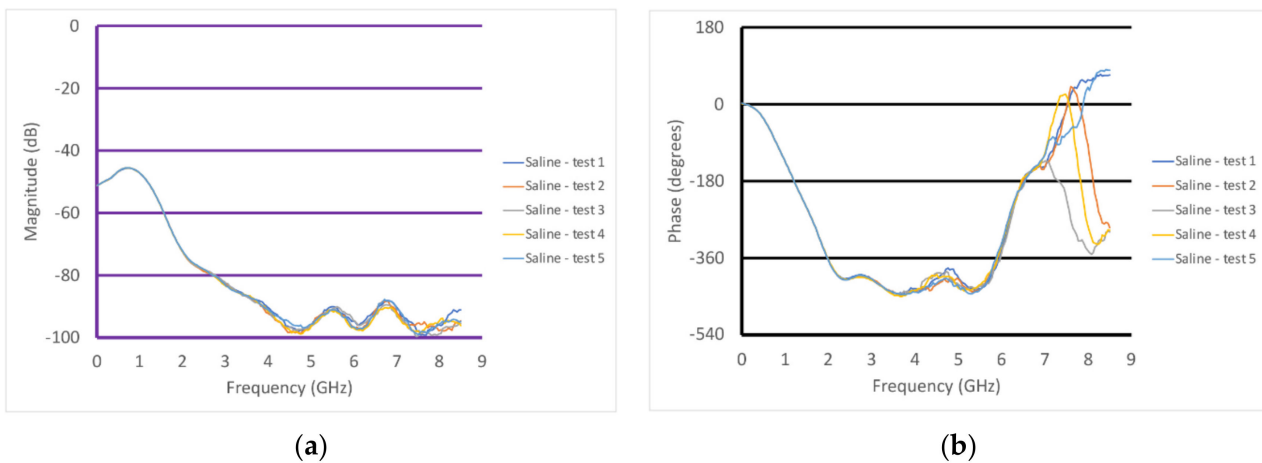 0
-20
-40
-60
-80
-100
Magnitude (dB)
0 1 2 3 4 5 6 7 8 9
Frequency (GHz)
Saline - test 1
Saline - test 2
Saline - test 3
Saline - test 4
Saline - test 5
(a)
180
0
-180
-360
-540
Phase (degrees)
0 1 2 3 4 5 6 7 8 9
Frequency (GHz)
Saline - test 1
Saline - test 2
Saline - test 3
Saline - test 4
Saline - test 5
(b)